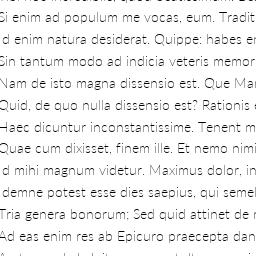 Si enim ad populum me vocas, eum. Tradit
d enim natura desiderat. Quippe: habes er
Sin tantum modo ad indicia veteris memor
Nam de isto magna dissensio est. Que Mar
Quid, de quo nulla dissensio est? Rationis e
Haec dicuntur inconstantissime. Tenent m
Quae cum dixisset, finem ille. Et nemo nimi
d mihi magnum videtur. Maximus dolor, in
demne potest esse dies saepius, qui semel
Tria genera bonorum; Sed quid attinet de r
Ad eas enim res ab Epicuro praecepta dan